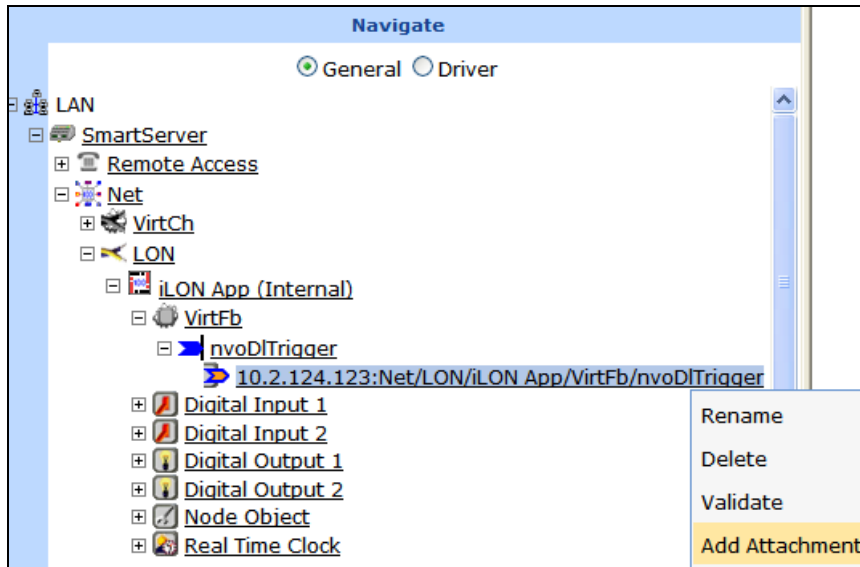 Navigate
General Driver
LAN
SmartServer
Remote Access
Net
VirtCh
LON
iLON App (Internal)
VirtFb
nvoDlTrigger
10.2.124.123:Net/LON/iLON App/VirtFb/nvoDlTrigger
Digital Input 1
Digital Input 2
Digital Output 1
Digital Output 2
Node Object
Real Time Clock
Rename
Delete
Validate
Add Attachment